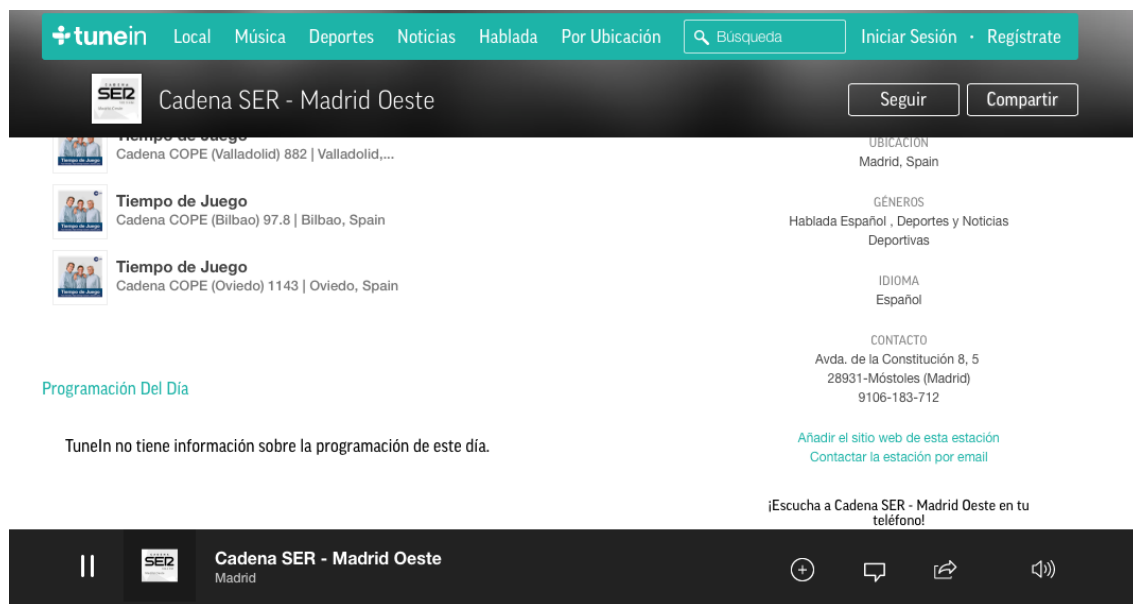 tunein Local Música Deportes Noticias Hablada Por Ubicación Búsqueda Iniciar Sesión · Regístrate
SER
Cadena SER - Madrid Oeste
Seguir
Compartir
Tiempo de Juego
Cadena COPE (Valladolid) 882 | Valladolid,...
Tiempo de Juego
Cadena COPE (Bilbao) 97.8 | Bilbao, Spain
Tiempo de Juego
Cadena COPE (Oviedo) 1143 | Oviedo, Spain
Programación Del Día
TuneIn no tiene información sobre la programación de este día.
UBICACIÓN
Madrid, Spain
GÉNEROS
Hablada Español , Deportes y Noticias
Deportivas
IDIOMA
Español
CONTACTO
Avda. de la Constitución 8, 5
28931-Móstoles (Madrid)
9106-183-712
Añadir el sitio web de esta estación
Contactar la estación por email
¡Escucha a Cadena SER - Madrid Oeste en tu
teléfono!
SER
Cadena SER - Madrid Oeste
Madrid